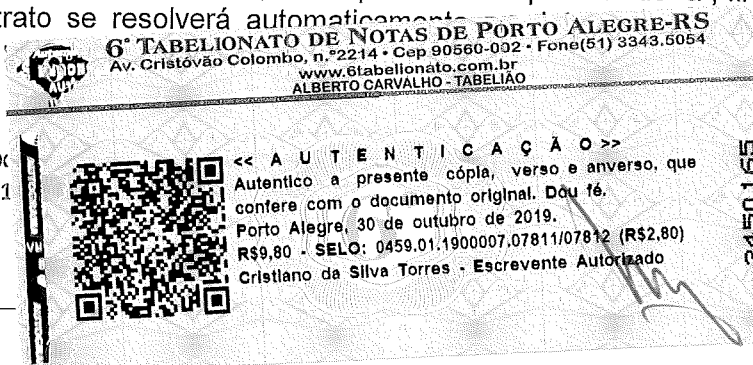 trato se resolverá automaticamente
6º TABELIONATO DE NOTAS DE PORTO ALEGRE-RS
Av. Cristóvão Colombo, n.º2214 · Cep 90560-002 · Fone(51) 3343.5054
www.6tabelionato.com.br
ALBERTO CARVALHO - TABELIÃO
<< A U T E N T I C A Ç Ã O >>
Autentico a presente cópia, verso e anverso, que
confere com o documento original. Dou fé.
Porto Alegre, 30 de outubro de 2019.
R$9,80 - SELO: 0459.01.1900007.07811/07812 (R$2,80)
Cristiano da Silva Torres - Escrevente Autorizado